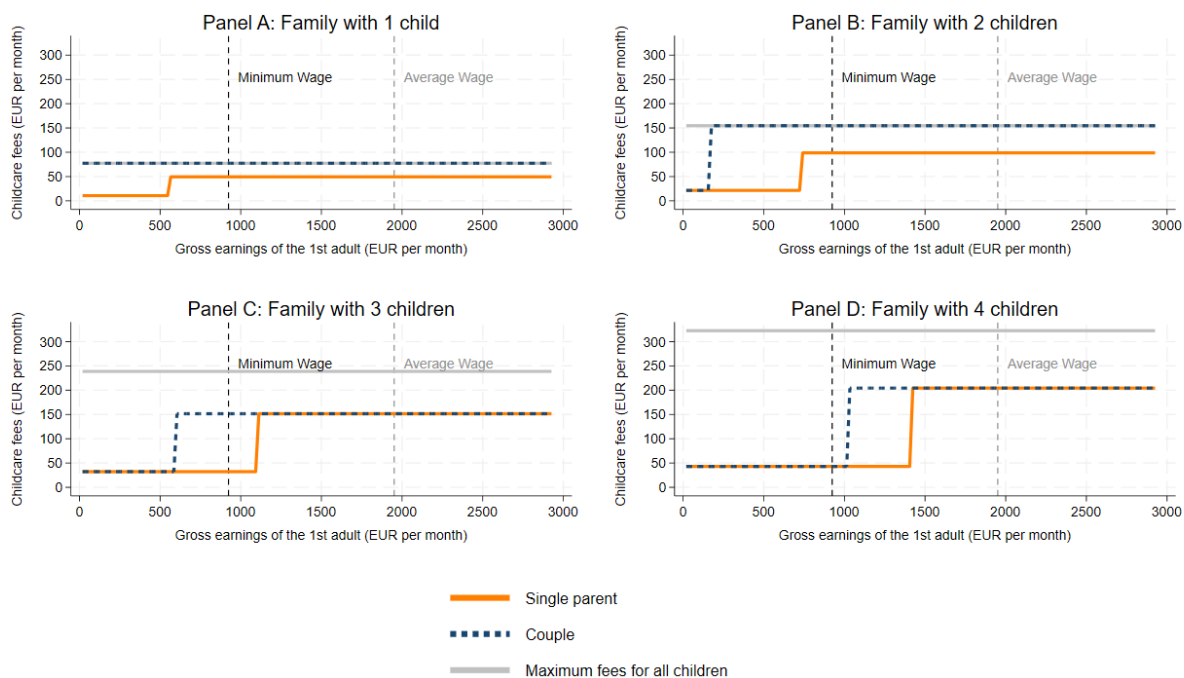 Panel A: Family with 1 child
Childcare fees (EUR per month)
300
250
200
150
100
50
0
Minimum Wage
Average Wage
0 500 1000 1500 2000 2500 3000
Gross earnings of the 1st adult (EUR per month)
Panel B: Family with 2 children
Childcare fees (EUR per month)
300
250
200
150
100
50
0
Minimum Wage
Average Wage
0 500 1000 1500 2000 2500 3000
Gross earnings of the 1st adult (EUR per month)
Panel C: Family with 3 children
Childcare fees (EUR per month)
300
250
200
150
100
50
0
Minimum Wage
Average Wage
0 500 1000 1500 2000 2500 3000
Gross earnings of the 1st adult (EUR per month)
Panel D: Family with 4 children
Childcare fees (EUR per month)
300
250
200
150
100
50
0
Minimum Wage
Average Wage
0 500 1000 1500 2000 2500 3000
Gross earnings of the 1st adult (EUR per month)
Single parent
Couple
Maximum fees for all children